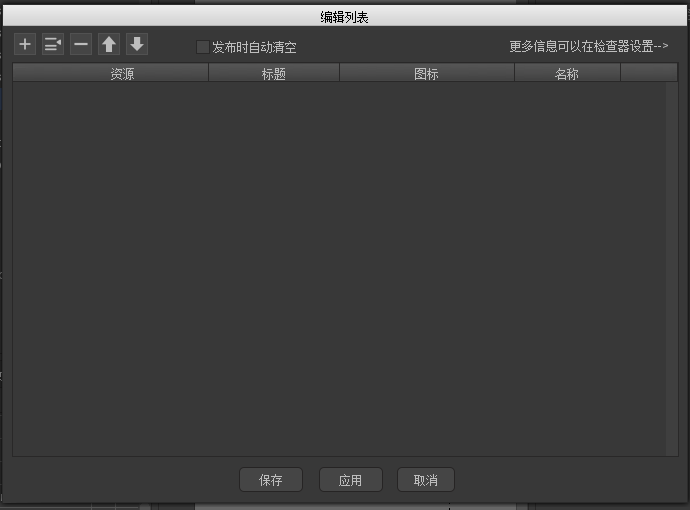 编辑列表
发布时自动清空 更多信息可以在检查器设置-->
资源 标题 图标 名称
保存 应用 取消